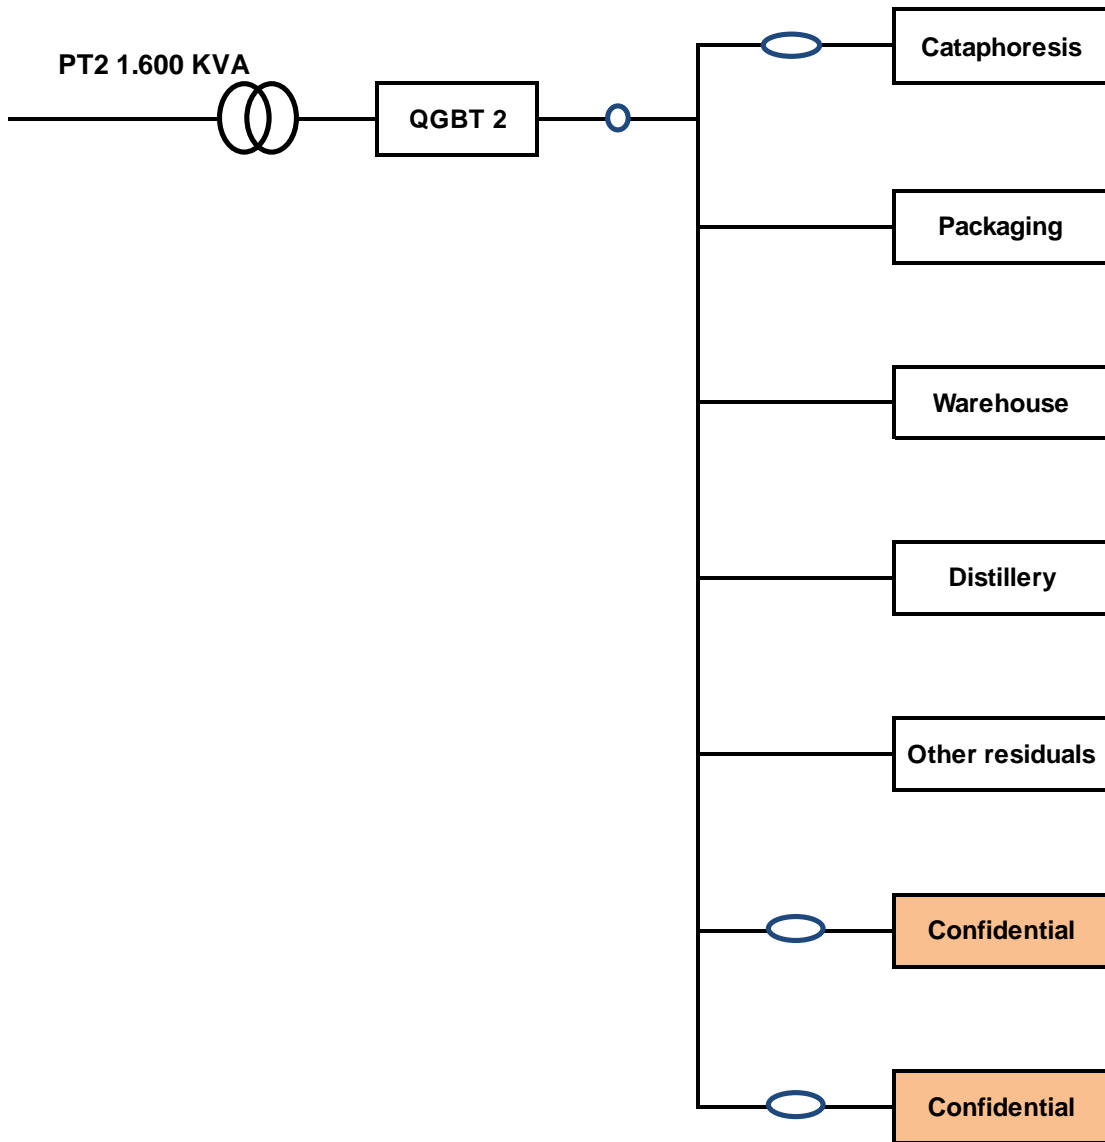 PT2 1.600 KVA
QGBT 2
Cataphoresis
Packaging
Warehouse
Distillery
Other residuals
Confidential
Confidential